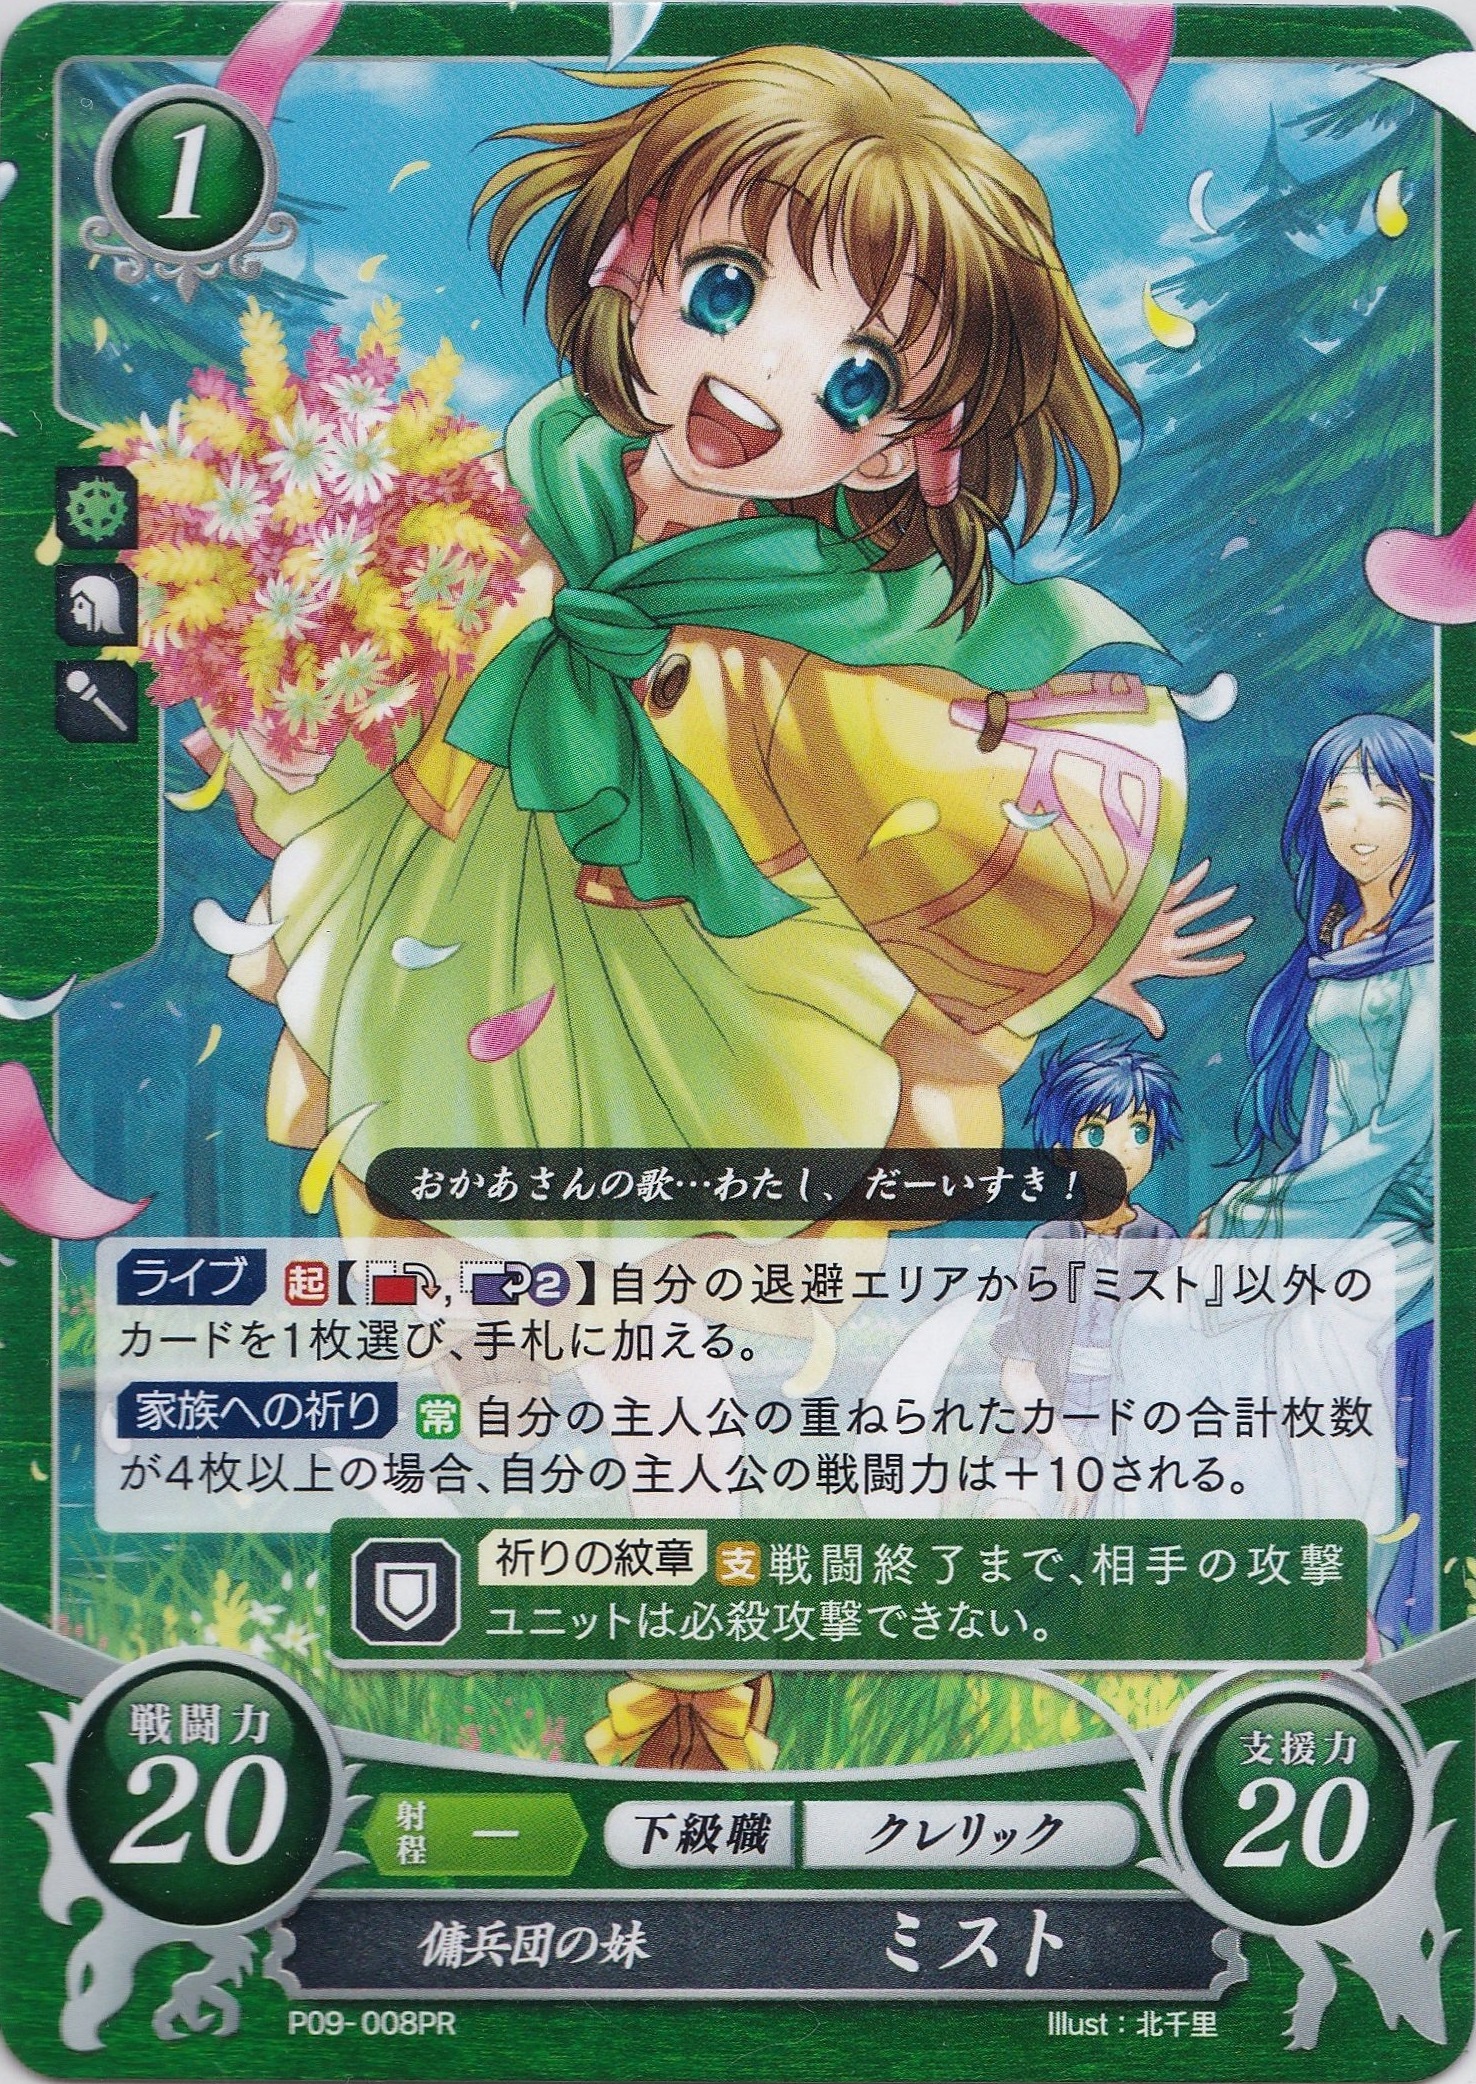 1
おかあさんの歌…わたし、だーいすき！
ライブ 起【　,　2】自分の退避エリアから『ミスト』以外の
カードを1枚選び、手札に加える。
家族への祈り 常 自分の主人公の重ねられたカードの合計枚数
が4枚以上の場合、自分の主人公の戦闘力は＋10される。
祈りの紋章 支 戦闘終了まで、相手の攻撃
ユニットは必殺攻撃できない。
戦闘力
20
射程 —
下級職 クレリック
支援力
20
傭兵団の妹 ミスト
P09-008PR
Illust：北千里